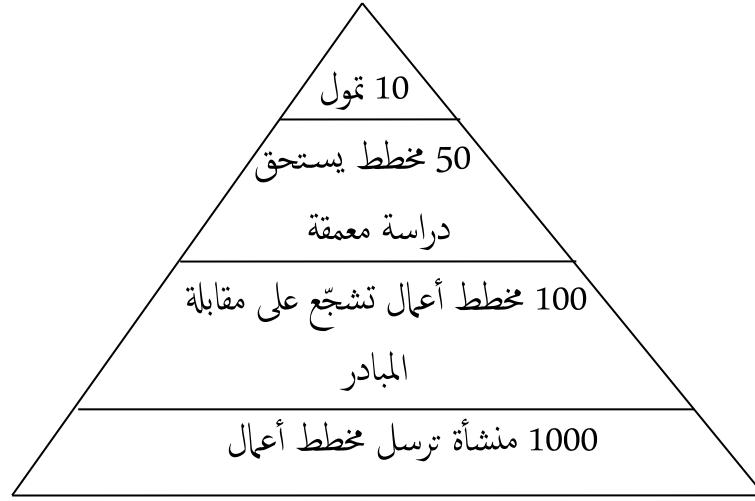 10 تمول
50 مخطط يستحق
دراسة معمقة
100 مخطط أعمال تشجّع على مقابلة
المبادر
1000 منشأة ترسل مخطط أعمال